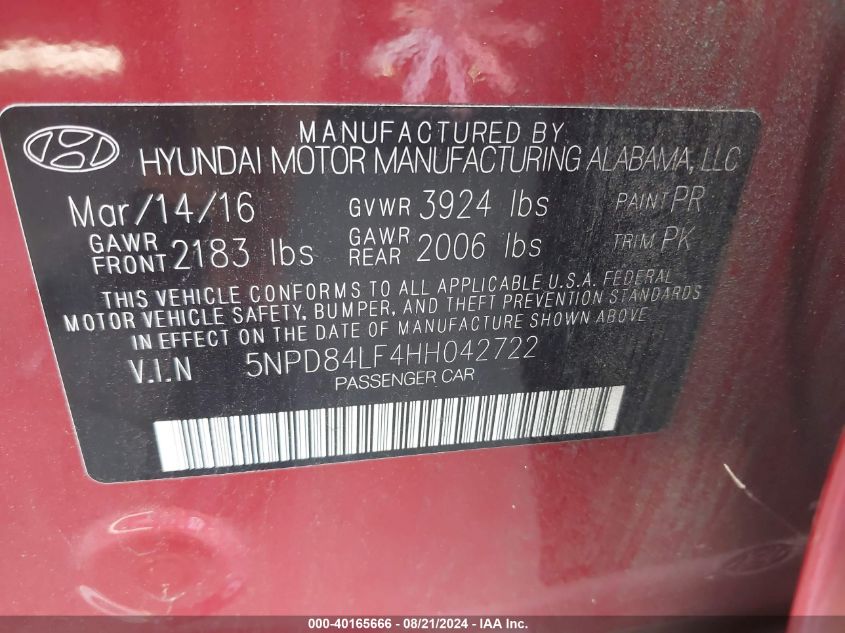 MANUFACTURED BY
HYUNDAI MOTOR MANUFACTURING ALABAMA, LLC
Mar/14/16 GVWR 3924 lbs PAINT PR
GAWR FRONT 2183 lbs GAWR REAR 2006 lbs TRIM PK
THIS VEHICLE CONFORMS TO ALL APPLICABLE U.S.A. FEDERAL
MOTOR VEHICLE SAFETY, BUMPER, AND THEFT PREVENTION STANDARDS
IN EFFECT ON THE DATE OF MANUFACTURE SHOWN ABOVE
V.I.N 5NPD84LF4HH042722
PASSENGER CAR
000-40165666 - 08/21/2024 - IAA Inc.